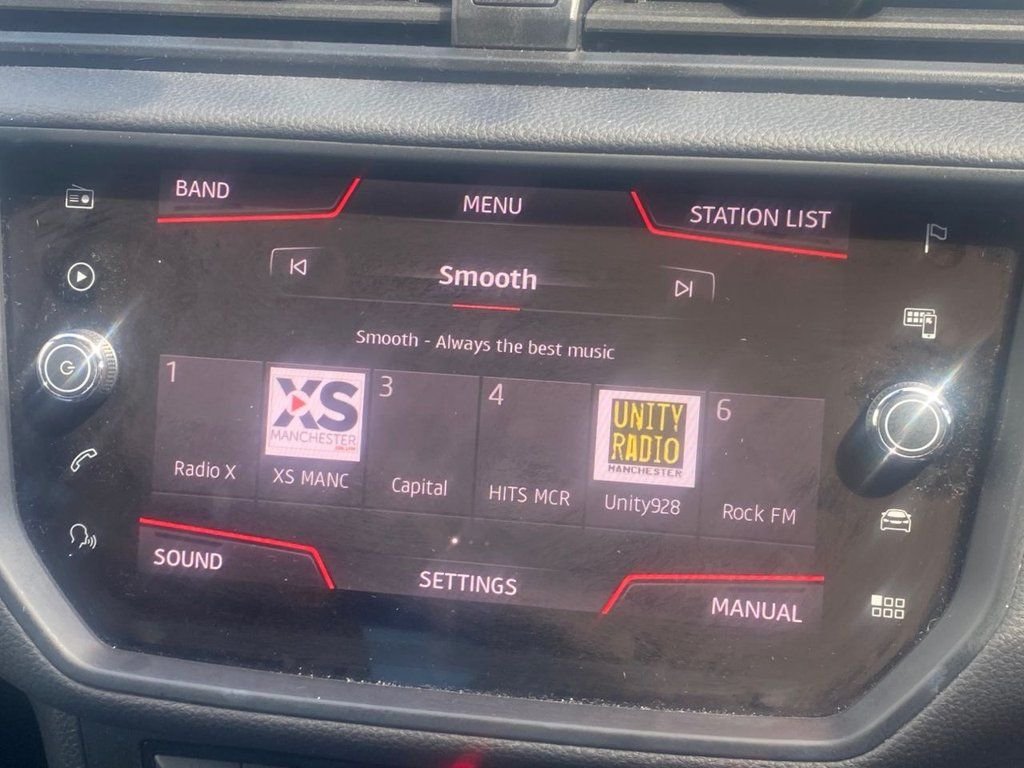 BAND
MENU
STATION LIST
Smooth
Smooth - Always the best music
1
XS
MANCHESTER
3
4
UNITY
RADIO
MANCHESTER
6
Radio X
XS MANC
Capital
HITS MCR
Unity928
Rock FM
SOUND
SETTINGS
MANUAL